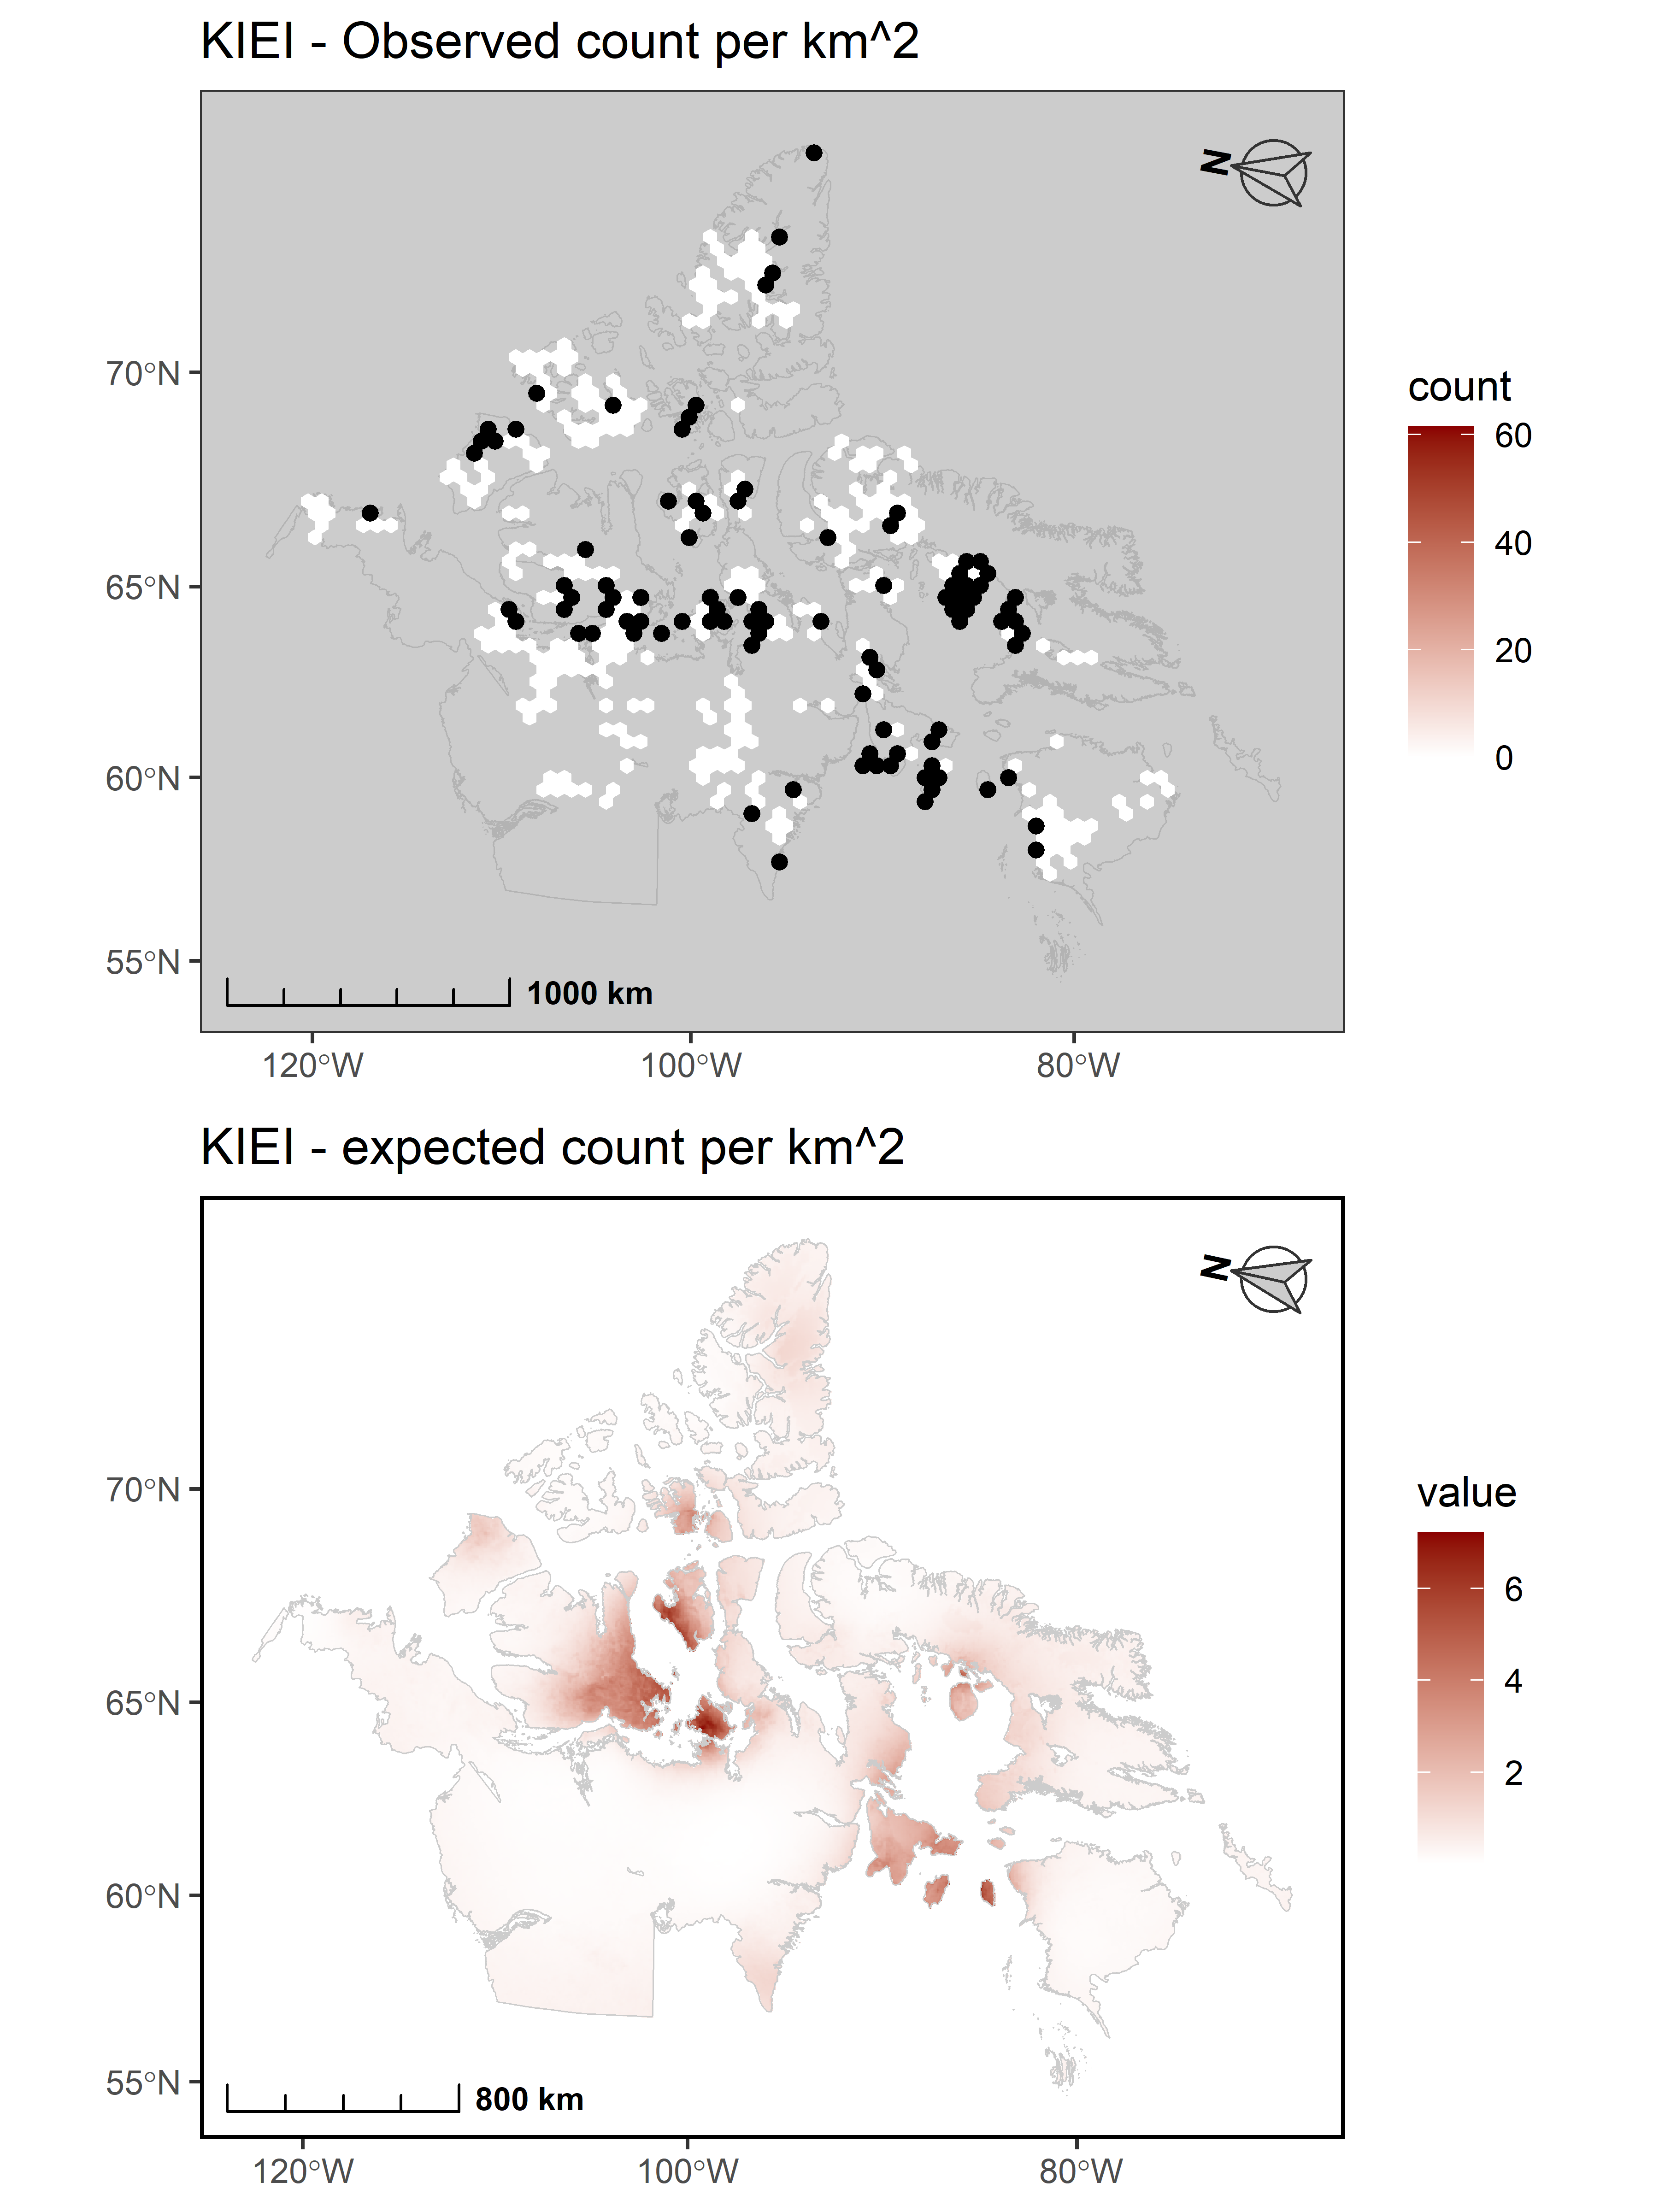 KIEI - Observed count per km^2
N
70°N
65°N
60°N
55°N
1000 km
120°W 100°W 80°W
count
60
40
20
0
KIEI - expected count per km^2
N
70°N
65°N
60°N
55°N
800 km
120°W 100°W 80°W
value
6
4
2